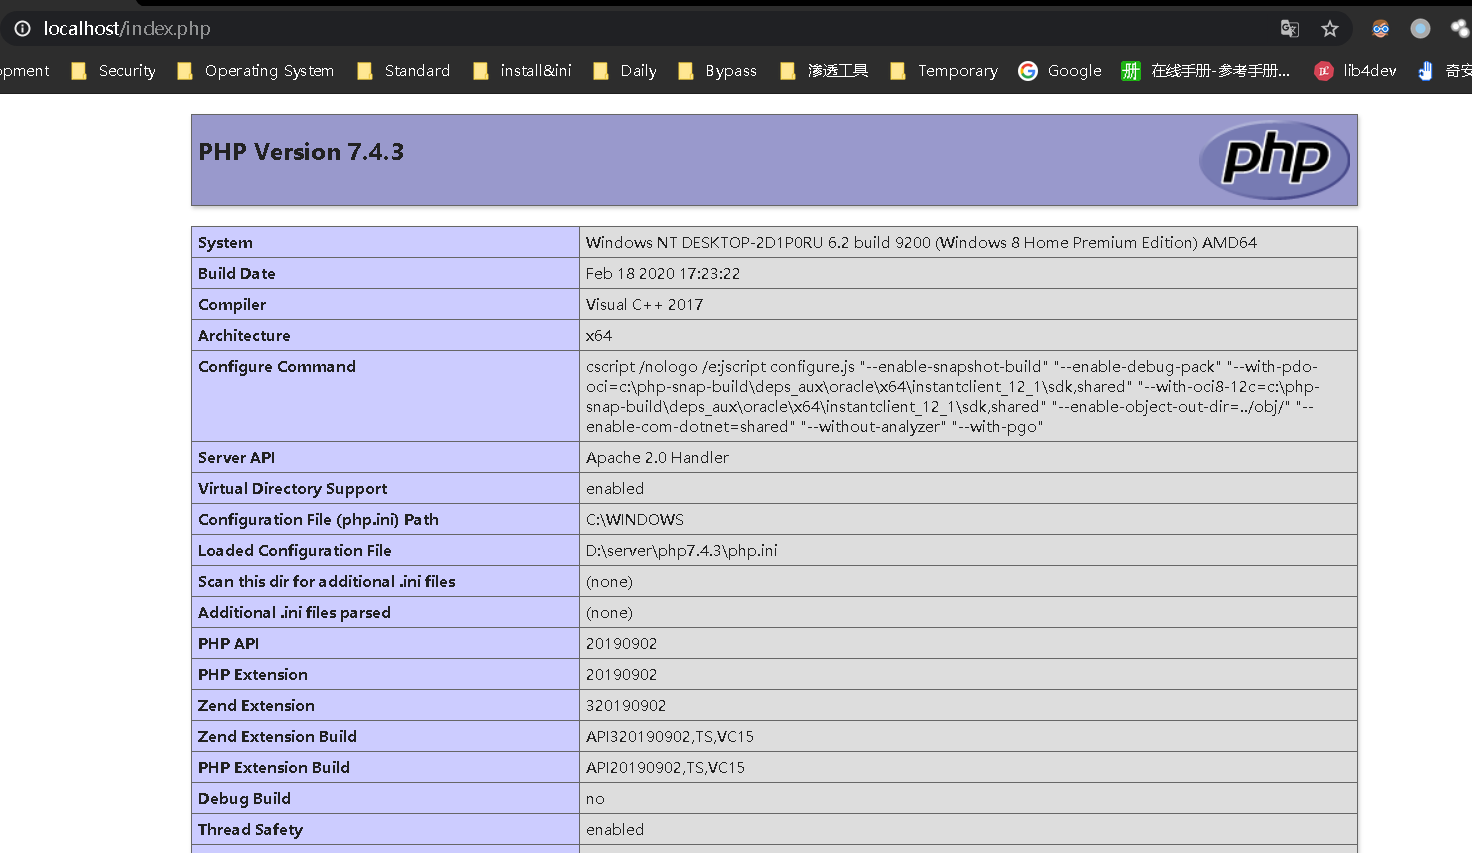 localhost/index.php
opment Security Operating System Standard install&ini Daily Bypass 渗透工具 Temporary Google 册 在线手册-参考手册... lib4dev 奇安
PHP Version 7.4.3
php
System Windows NT DESKTOP-2D1P0RU 6.2 build 9200 (Windows 8 Home Premium Edition) AMD64
Build Date Feb 18 2020 17:23:22
Compiler Visual C++ 2017
Architecture x64
Configure Command cscript /nologo /e:jscript configure.js "--enable-snapshot-build" "--enable-debug-pack" "--with-pdo-
oci=c:\php-snap-build\deps_aux\oracle\x64\instantclient_12_1\sdk,shared" "--with-oci8-12c=c:\php-
snap-build\deps_aux\oracle\x64\instantclient_12_1\sdk,shared" "--enable-object-out-dir=../obj/" "--
enable-com-dotnet=shared" "--without-analyzer" "--with-pgo"
Server API Apache 2.0 Handler
Virtual Directory Support enabled
Configuration File (php.ini) Path C:\WINDOWS
Loaded Configuration File D:\server\php7.4.3\php.ini
Scan this dir for additional .ini files (none)
Additional .ini files parsed (none)
PHP API 20190902
PHP Extension 20190902
Zend Extension 320190902
Zend Extension Build API320190902,TS,VC15
PHP Extension Build API20190902,TS,VC15
Debug Build no
Thread Safety enabled